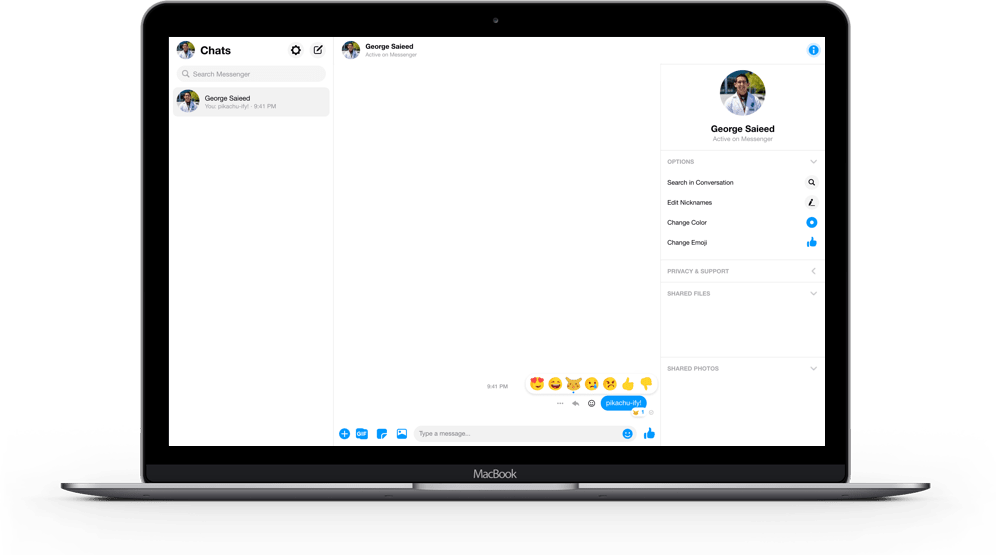 Chats
Search Messenger
George Saieed
You: pikachu-ify! · 9:41 PM
George Saieed
Active on Messenger
George Saieed
Active on Messenger
OPTIONS
Search in Conversation
Edit Nicknames
Change Color
Change Emoji
PRIVACY & SUPPORT
SHARED FILES
SHARED PHOTOS
9:41 PM
pikachu-ify!
1
GIF
Type a message...
MacBook